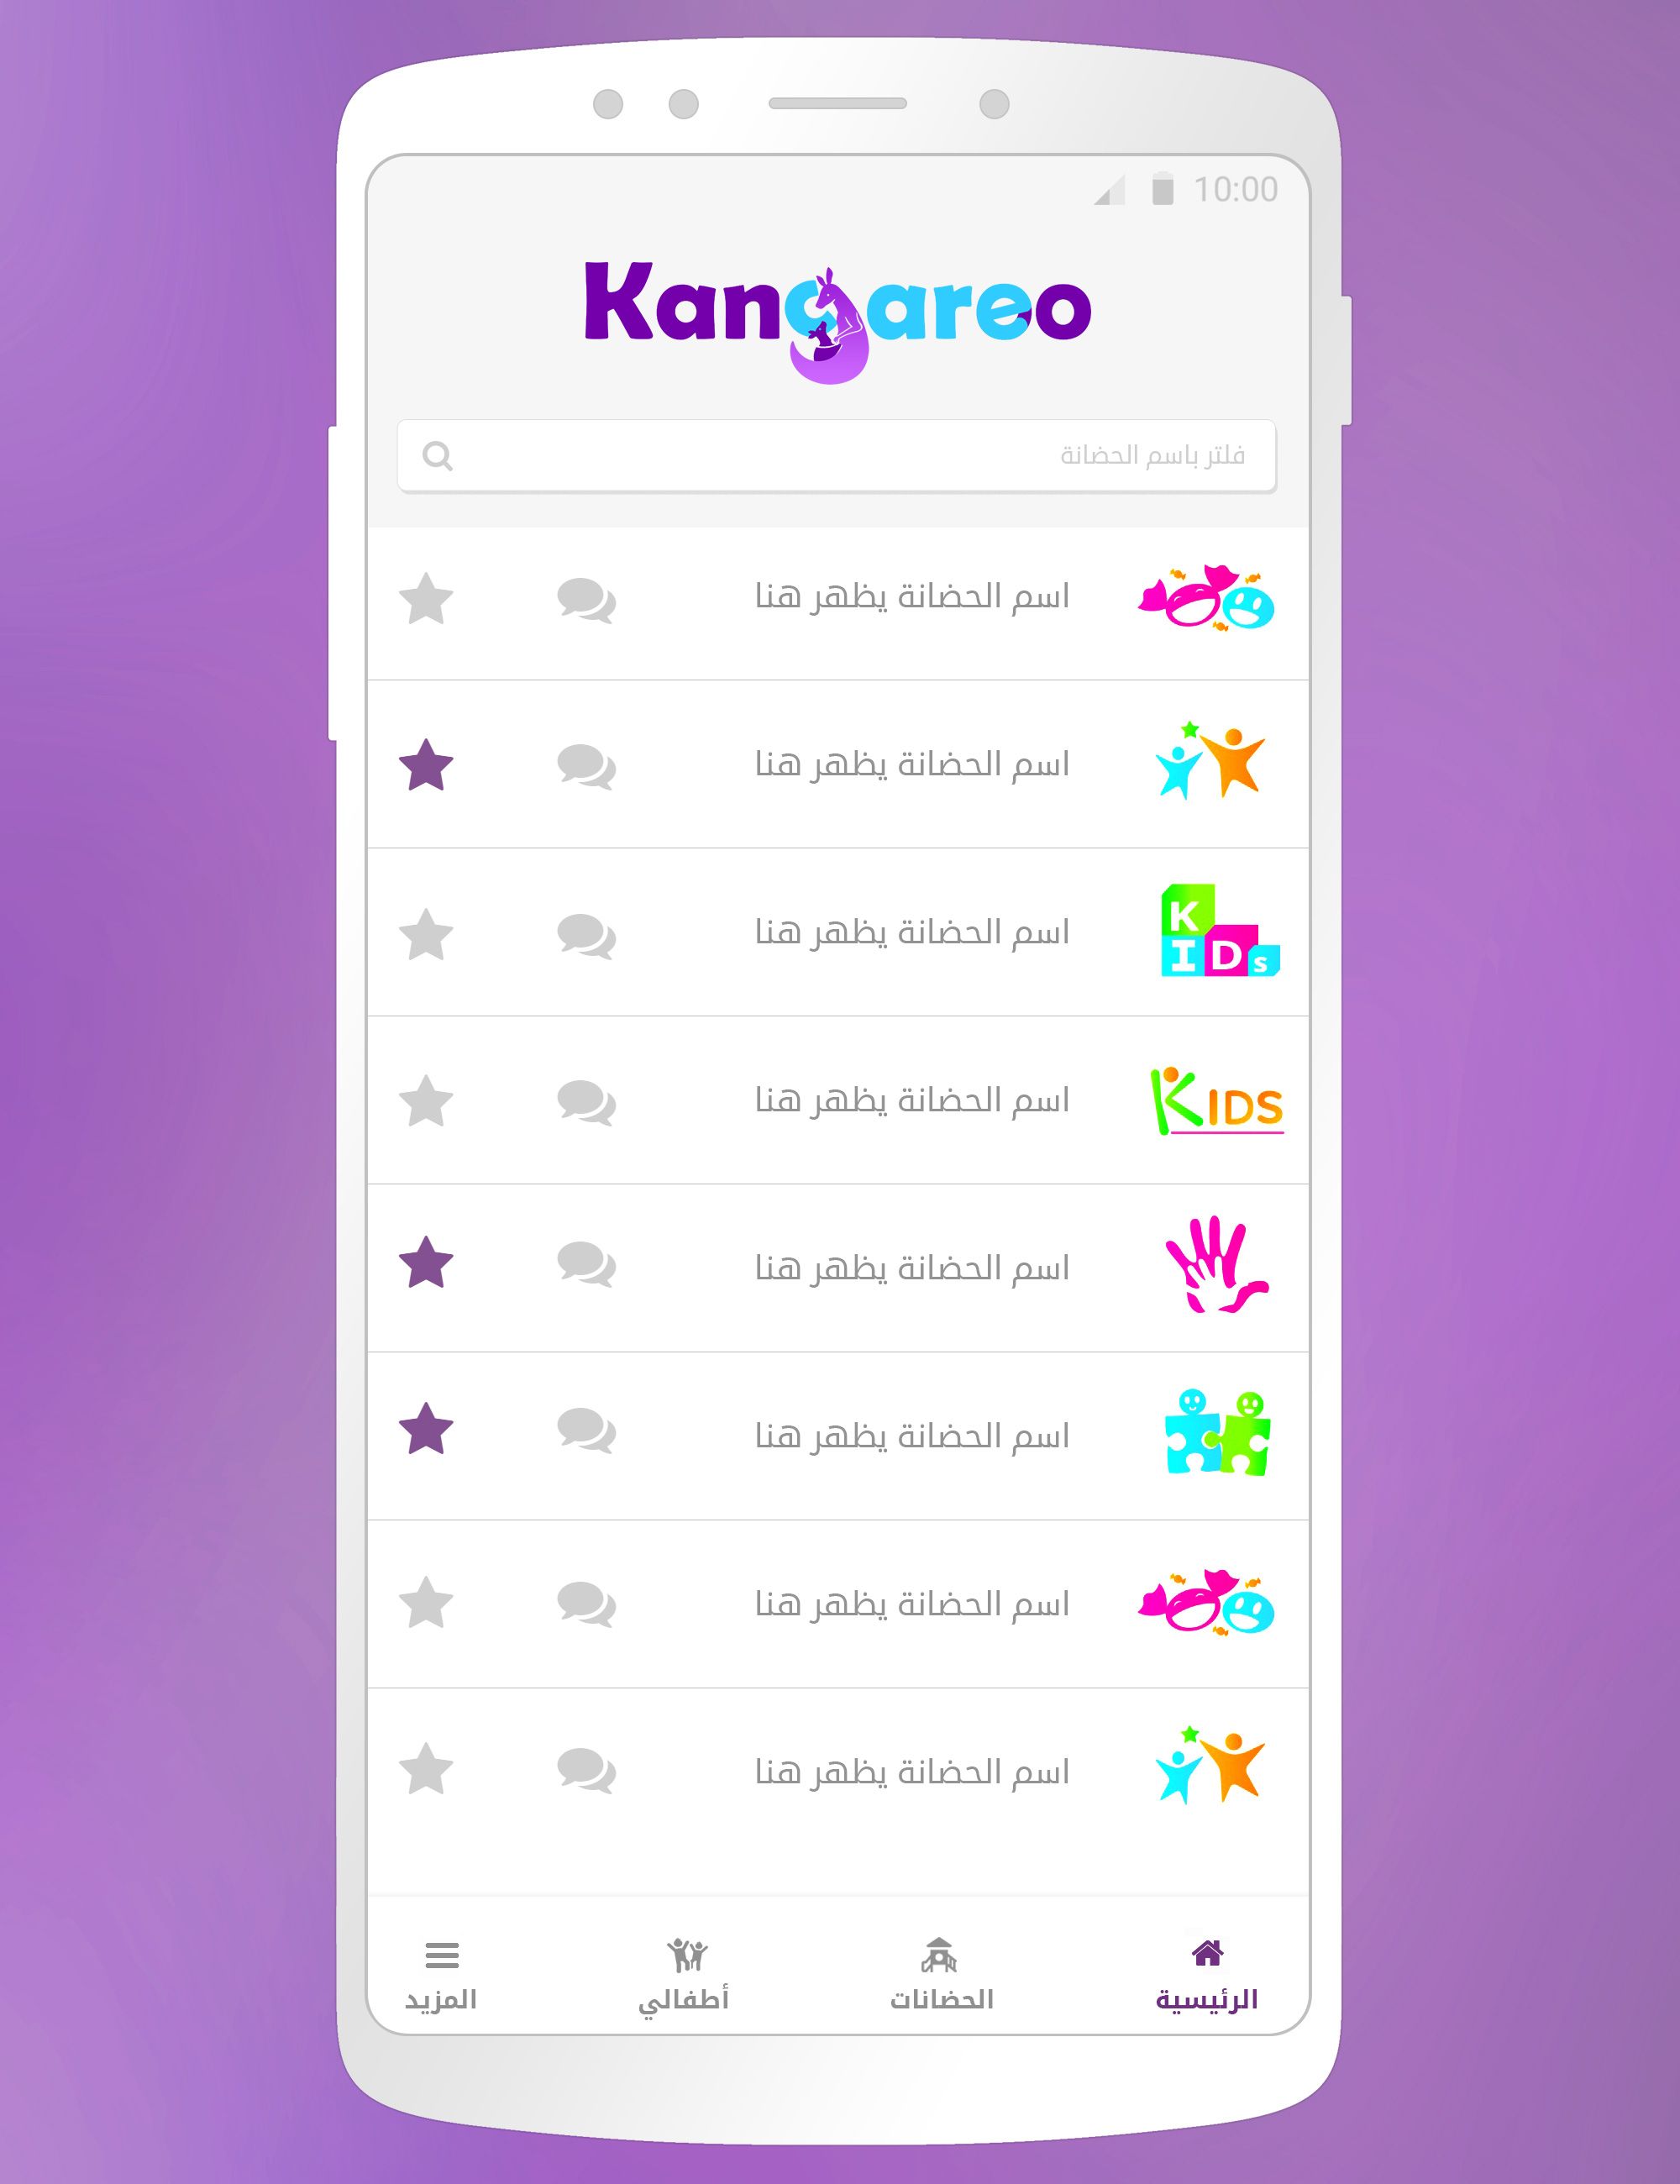 10:00
Kangareo
فلتر باسم الحضانة
اسم الحضانة يظهر هنا
اسم الحضانة يظهر هنا
KIDs
اسم الحضانة يظهر هنا
KIDS
اسم الحضانة يظهر هنا
اسم الحضانة يظهر هنا
اسم الحضانة يظهر هنا
اسم الحضانة يظهر هنا
اسم الحضانة يظهر هنا
الرئيسية
الحضانات
أطفالي
المزيد